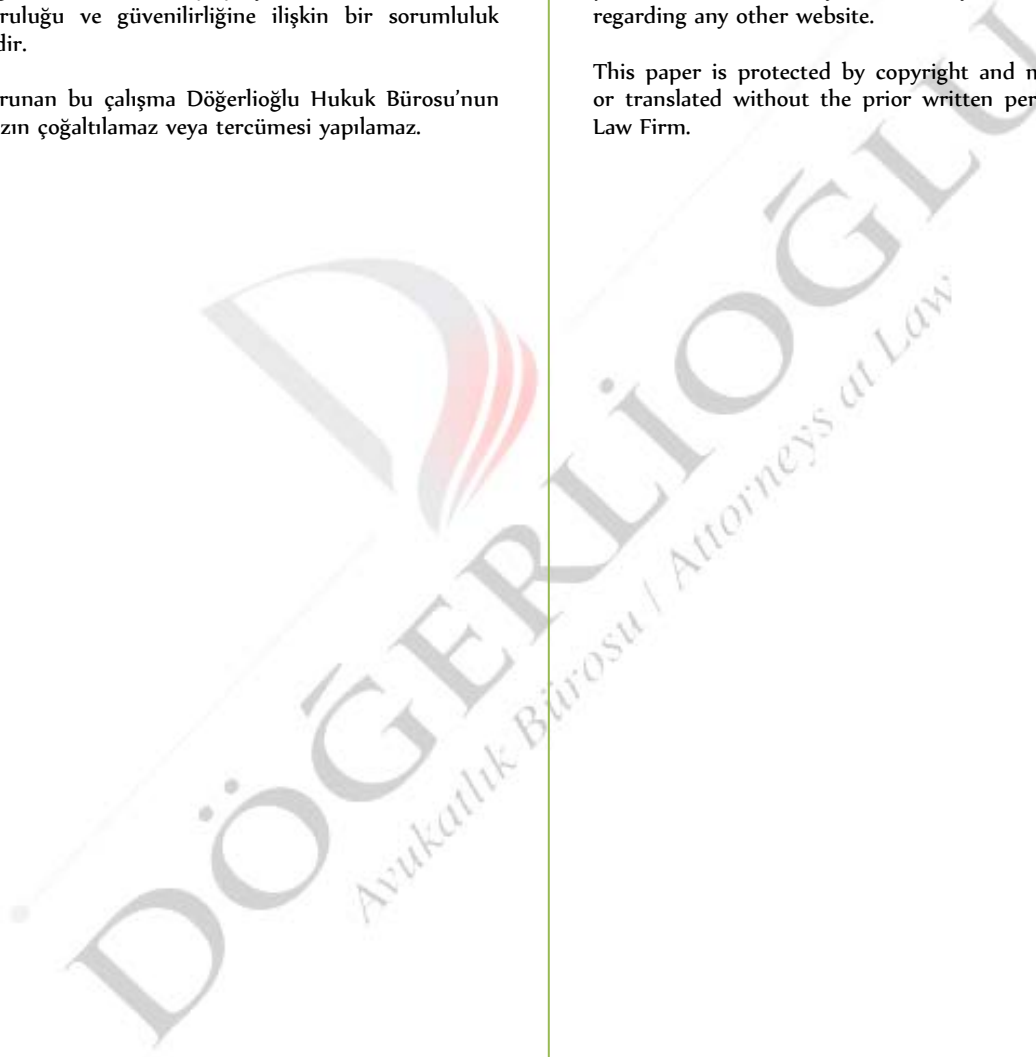 ruluğu ve güvenilirliğine ilişkin bir sorumluluk
dir.
runan bu çalışma Döğerlioğlu Hukuk Bürosu'nun
zın çoğaltılamaz veya tercümesi yapılamaz.
regarding any other website.
This paper is protected by copyright and
or translated without the prior written
Law Firm.
DÖĞERLİOĞLU
Avukatlık Bürosu | Attorneys at Law